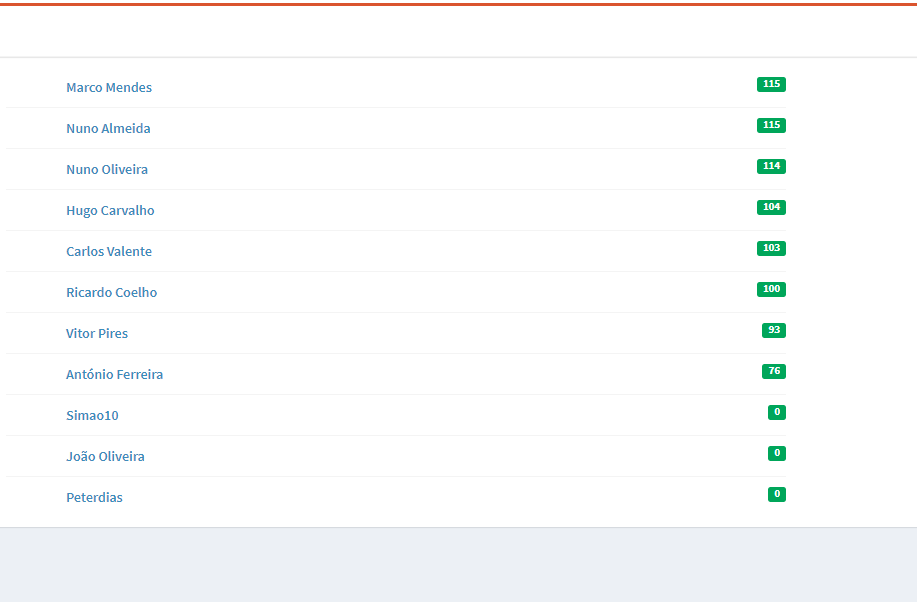 Marco Mendes 115
Nuno Almeida 115
Nuno Oliveira 114
Hugo Carvalho 104
Carlos Valente 103
Ricardo Coelho 100
Vitor Pires 93
António Ferreira 76
Simao10 0
João Oliveira 0
Peterdias 0